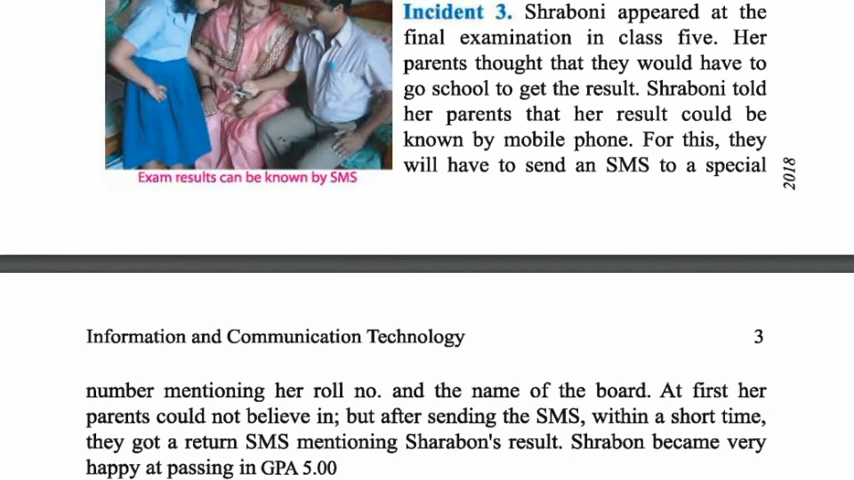 Incident 3. Shraboni appeared at the
final examination in class five. Her
parents thought that they would have to
go school to get the result. Shraboni told
her parents that her result could be
known by mobile phone. For this, they
will have to send an SMS to a special
Exam results can be known by SMS
2018
Information and Communication Technology 3
number mentioning her roll no. and the name of the board. At first her
parents could not believe in; but after sending the SMS, within a short time,
they got a return SMS mentioning Sharabon's result. Shrabon became very
happy at passing in GPA 5.00